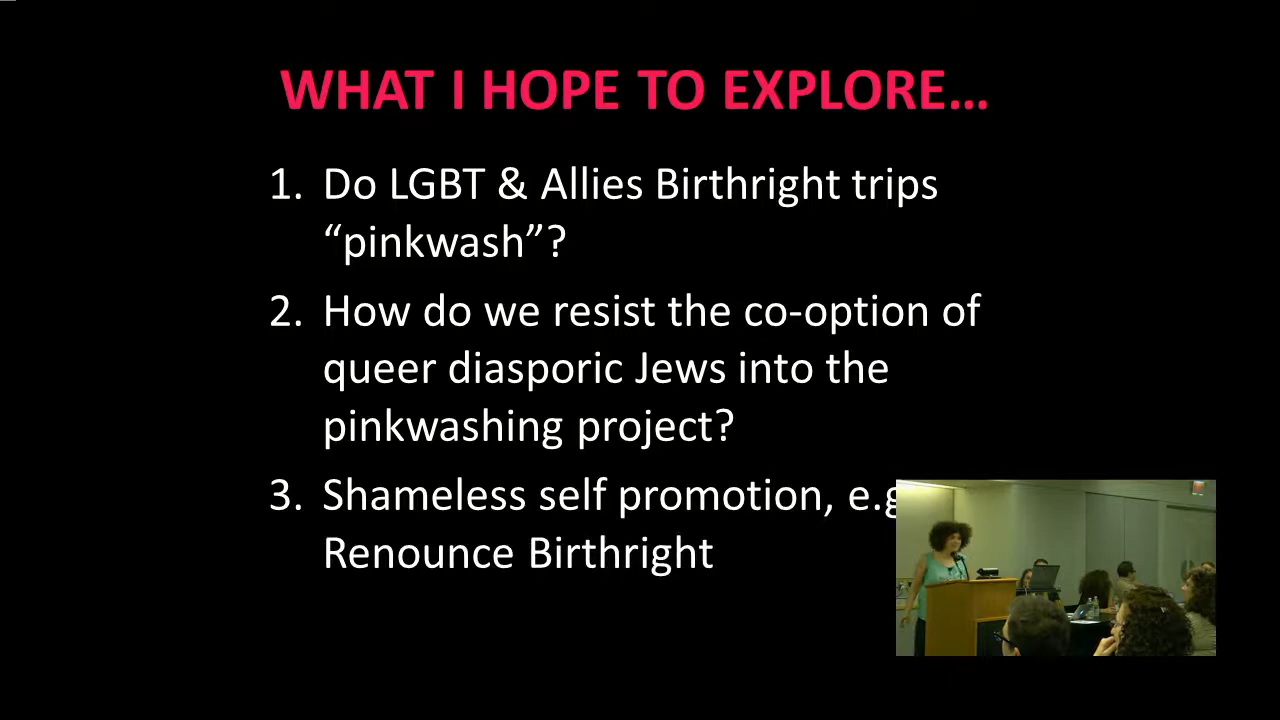 WHAT I HOPE TO EXPLORE...
1. Do LGBT & Allies Birthright trips
“pinkwash”?
2. How do we resist the co-option of
queer diasporic Jews into the
pinkwashing project?
3. Shameless self promotion, e.g
Renounce Birthright